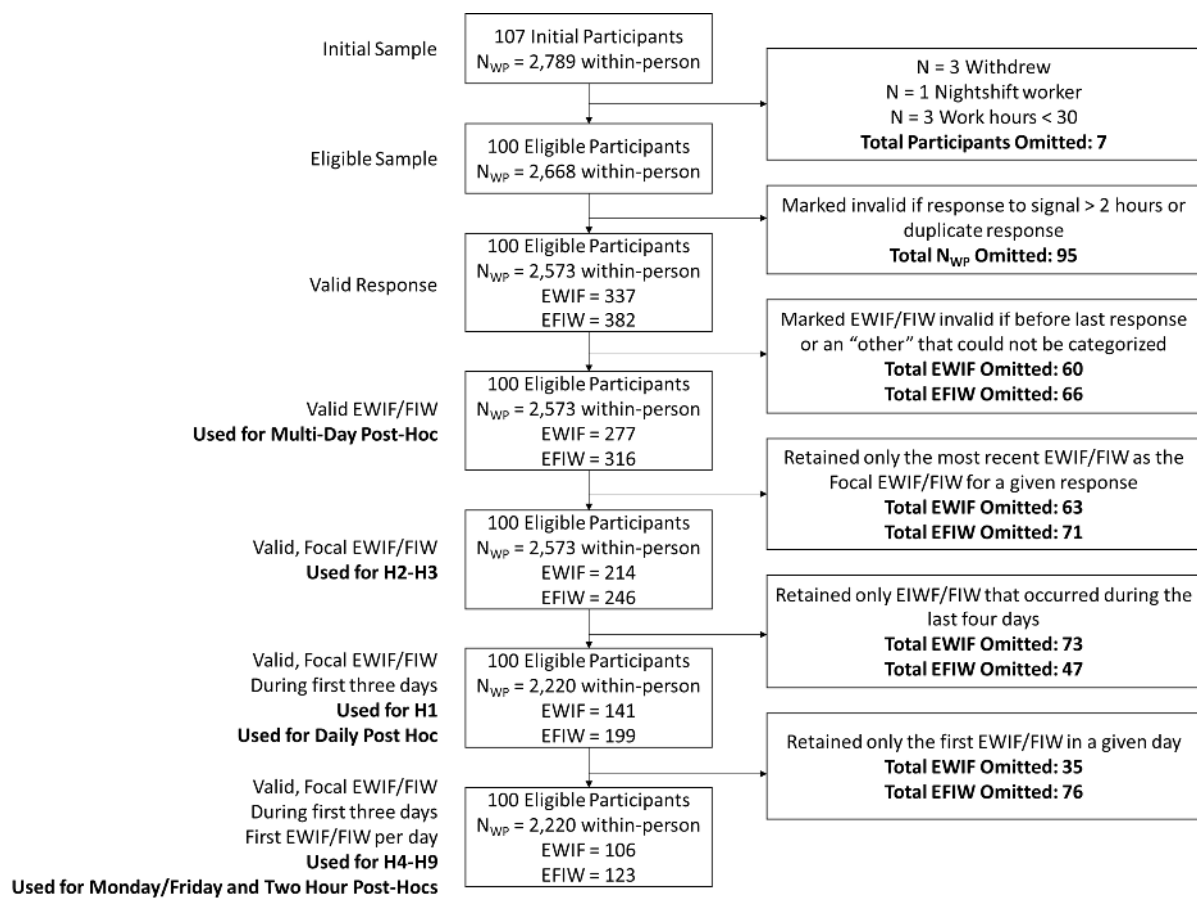 Initial Sample
107 Initial Participants
N_WP = 2,789 within-person
N = 3 Withdrew
N = 1 Nightshift worker
N = 3 Work hours < 30
Total Participants Omitted: 7
Eligible Sample
100 Eligible Participants
N_WP = 2,668 within-person
Marked invalid if response to signal > 2 hours or
duplicate response
Total N_WP Omitted: 95
Valid Response
100 Eligible Participants
N_WP = 2,573 within-person
EWIF = 337
EFIW = 382
Marked EWIF/FIW invalid if before last response
or an “other” that could not be categorized
Total EWIF Omitted: 60
Total EFIW Omitted: 66
Valid EWIF/FIW
Used for Multi-Day Post-Hoc
100 Eligible Participants
N_WP = 2,573 within-person
EWIF = 277
EFIW = 316
Retained only the most recent EWIF/FIW as the
Focal EWIF/FIW for a given response
Total EWIF Omitted: 63
Total EFIW Omitted: 71
Valid, Focal EWIF/FIW
Used for H2-H3
100 Eligible Participants
N_WP = 2,573 within-person
EWIF = 214
EFIW = 246
Retained only EIWF/FIW that occurred during the
last four days
Total EWIF Omitted: 73
Total EFIW Omitted: 47
Valid, Focal EWIF/FIW
During first three days
Used for H1
Used for Daily Post Hoc
100 Eligible Participants
N_WP = 2,220 within-person
EWIF = 141
EFIW = 199
Retained only the first EWIF/FIW in a given day
Total EWIF Omitted: 35
Total EFIW Omitted: 76
Valid, Focal EWIF/FIW
During first three days
First EWIF/FIW per day
Used for H4-H9
Used for Monday/Friday and Two Hour Post-Hocs
100 Eligible Participants
N_WP = 2,220 within-person
EWIF = 106
EFIW = 123